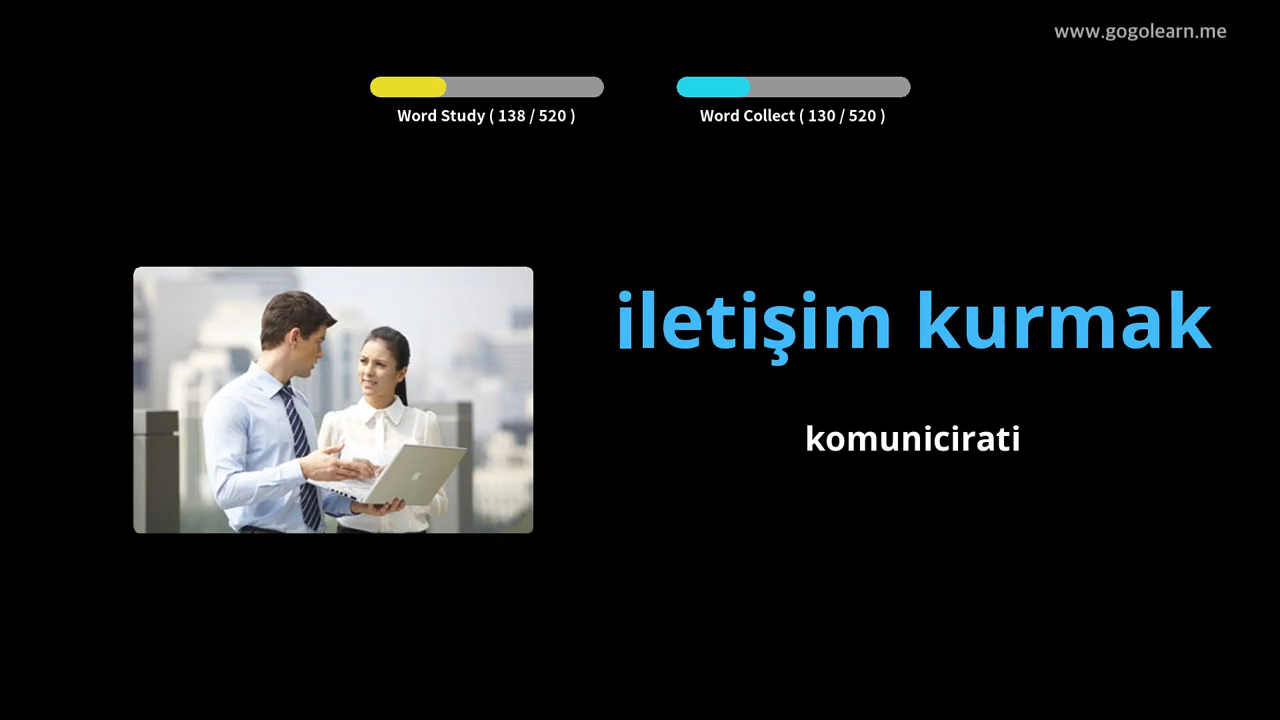 www.gogolearn.me
Word Study ( 138 / 520 )
Word Collect ( 130 / 520 )
iletişim kurmak
komunicirati